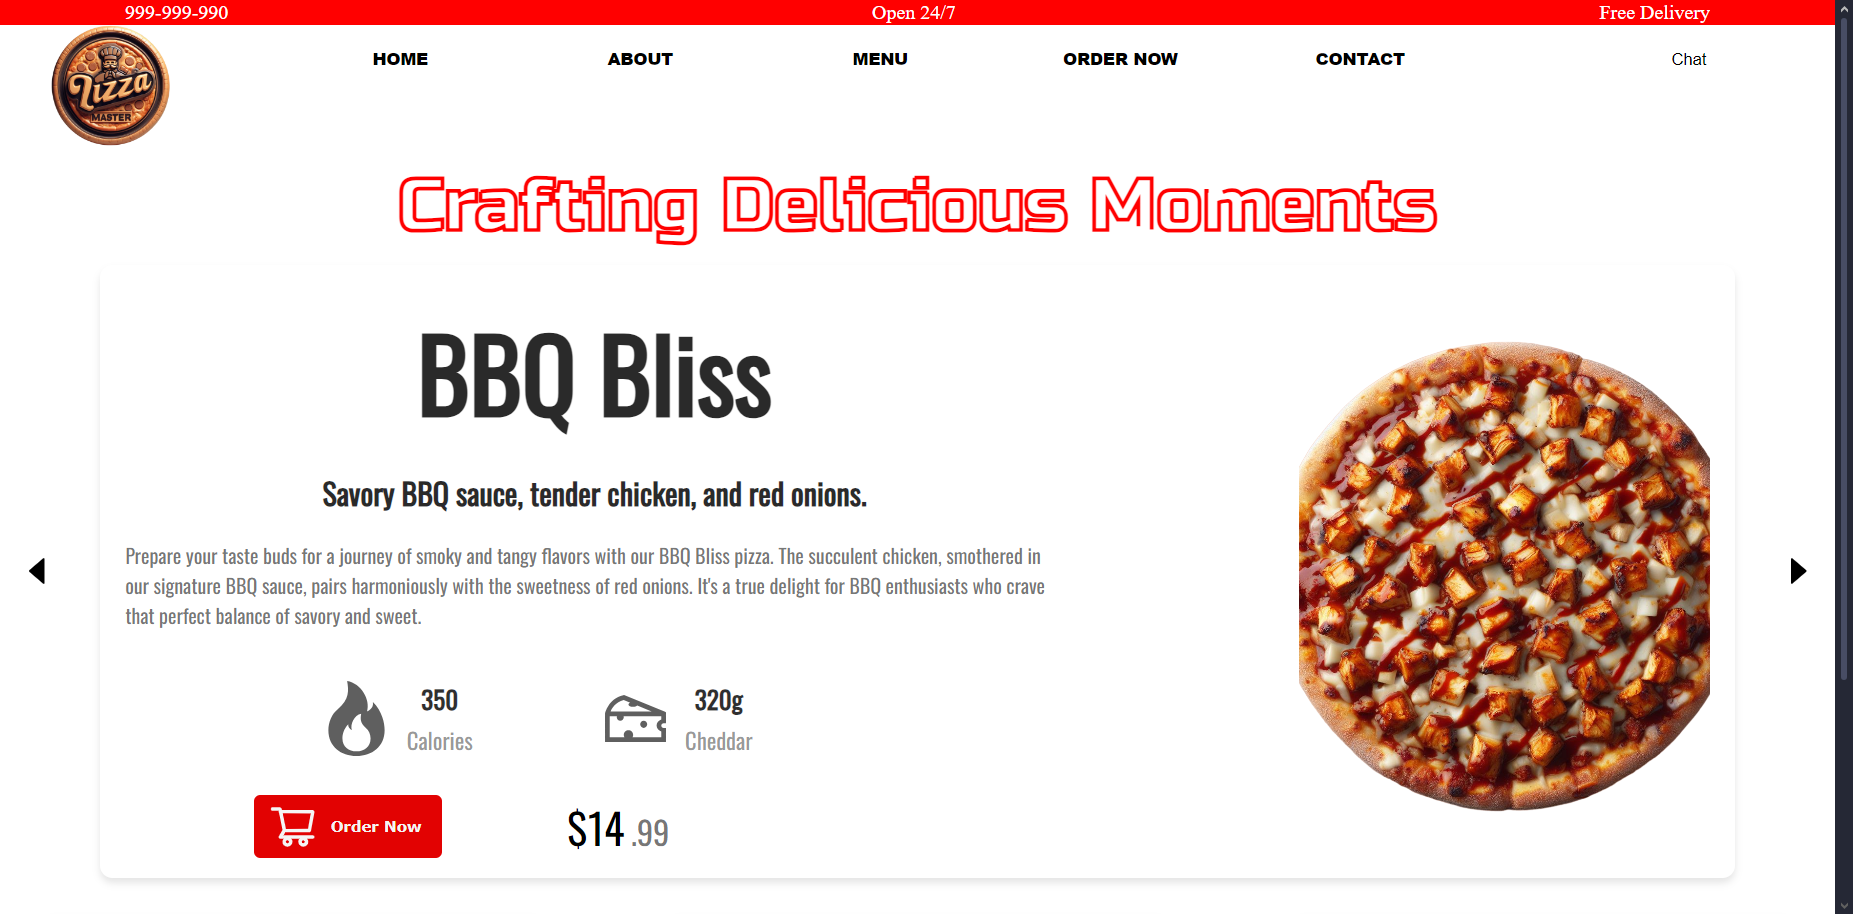 999-999-990 Open 24/7 Free Delivery
Pizza
MASTER
HOME ABOUT MENU ORDER NOW CONTACT Chat
Crafting Delicious Moments
BBQ Bliss
Savory BBQ sauce, tender chicken, and red onions.
Prepare your taste buds for a journey of smoky and tangy flavors with our BBQ Bliss pizza. The succulent chicken, smothered in
our signature BBQ sauce, pairs harmoniously with the sweetness of red onions. It's a true delight for BBQ enthusiasts who crave
that perfect balance of savory and sweet.
350 320g
Calories Cheddar
Order Now $14 .99